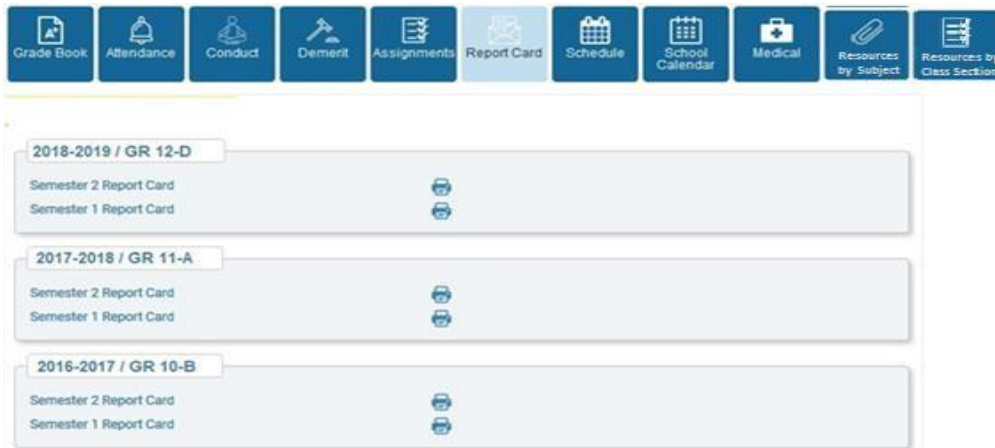 Grade Book Attendance Conduct Demerit Assignments Report Card Schedule School Calendar Medical Resources by Subject Resources by Class Section
2018-2019 / GR 12-D
Semester 2 Report Card
Semester 1 Report Card
2017-2018 / GR 11-A
Semester 2 Report Card
Semester 1 Report Card
2016-2017 / GR 10-B
Semester 2 Report Card
Semester 1 Report Card